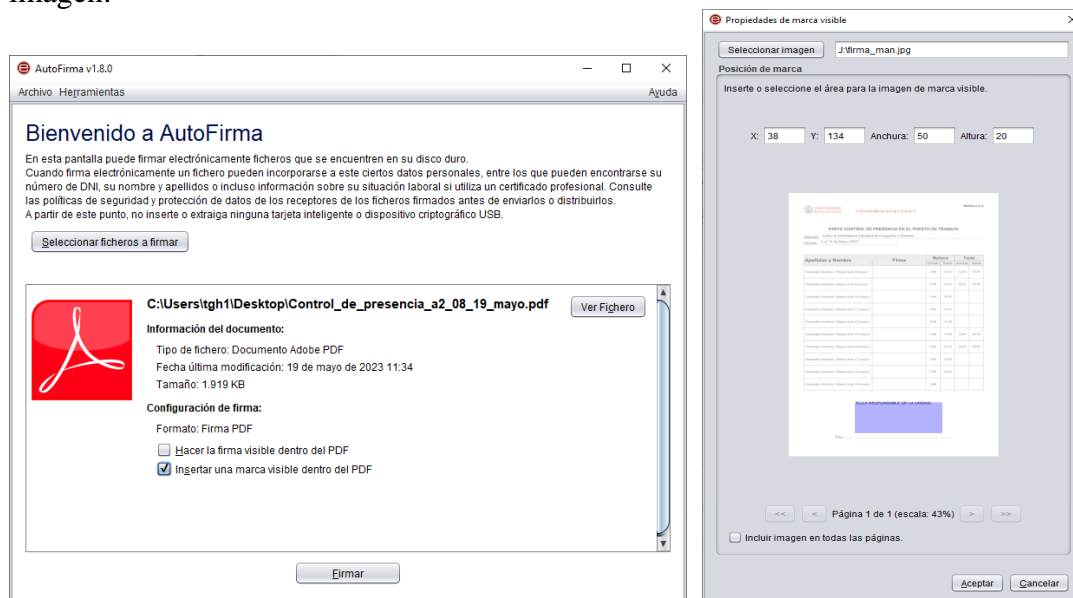 imagen.
AutoFirma v1.8.0
Archivo Herramientas Ayuda
Bienvenido a AutoFirma
En esta pantalla puede firmar electrónicamente ficheros que se encuentren en su disco duro.
Cuando firma electrónicamente un fichero pueden incorporarse a este ciertos datos personales, entre los que pueden encontrarse su
número de DNI, su nombre y apellidos o incluso información sobre su situación laboral si utiliza un certificado profesional. Consulte
las políticas de seguridad y protección de datos de los receptores de los ficheros firmados antes de enviarlos o distribuirlos.
A partir de este punto, no inserte o extraiga ninguna tarjeta inteligente o dispositivo criptográfico USB.
Seleccionar ficheros a firmar
C:\Users\tgh1\Desktop\Control_de_presencia_a2_08_19_mayo.pdf
Ver Fichero
Información del documento:
Tipo de fichero: Documento Adobe PDF
Fecha última modificación: 19 de mayo de 2023 11:34
Tamaño: 1.919 KB
Configuración de firma:
Formato: Firma PDF
Hacer la firma visible dentro del PDF
Insertar una marca visible dentro del PDF
Firmar
Propiedades de marca visible
Seleccionar imagen J:\firma_man.jpg
Posición de marca
Inserte o seleccione el área para la imagen de marca visible.
X: 38 Y: 134 Anchura: 50 Altura: 20
PARTE CONTROL DE PRESENCIA EN EL PUESTO DE TRABAJO
Apellidos y Nombre Firma Mañana Tarde
EL/LA RESPONSABLE DE LA UNIDAD
<< < Página 1 de 1 (escala: 43%) > >>
Incluir imagen en todas las páginas.
Aceptar Cancelar